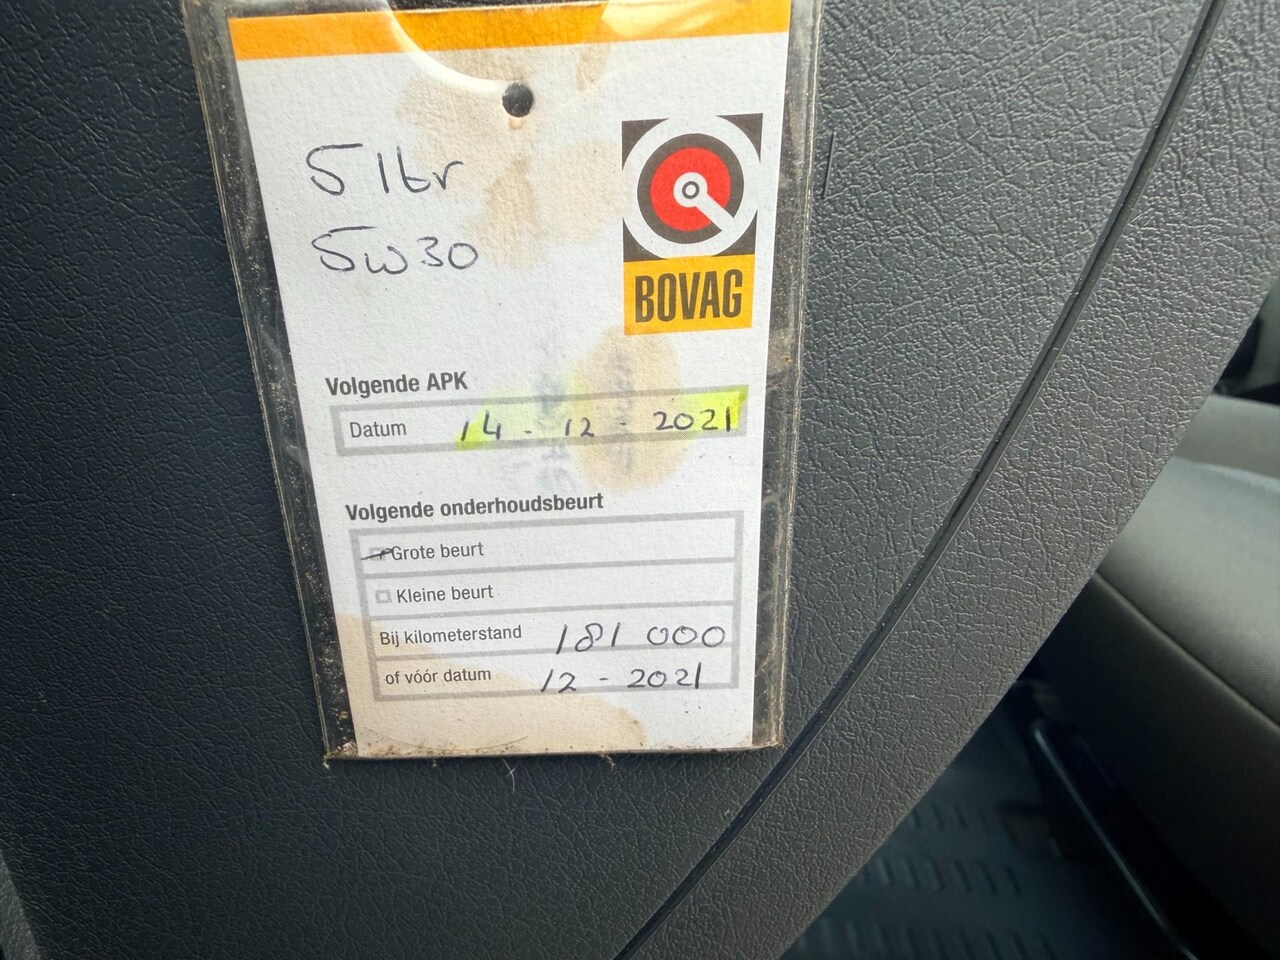 5 ltr
5w30
BOVAG
Volgende APK
Datum 14 - 12 - 2021
Volgende onderhoudsbeurt
Grote beurt
Kleine beurt
Bij kilometerstand 181 000
of vóór datum 12 - 2021